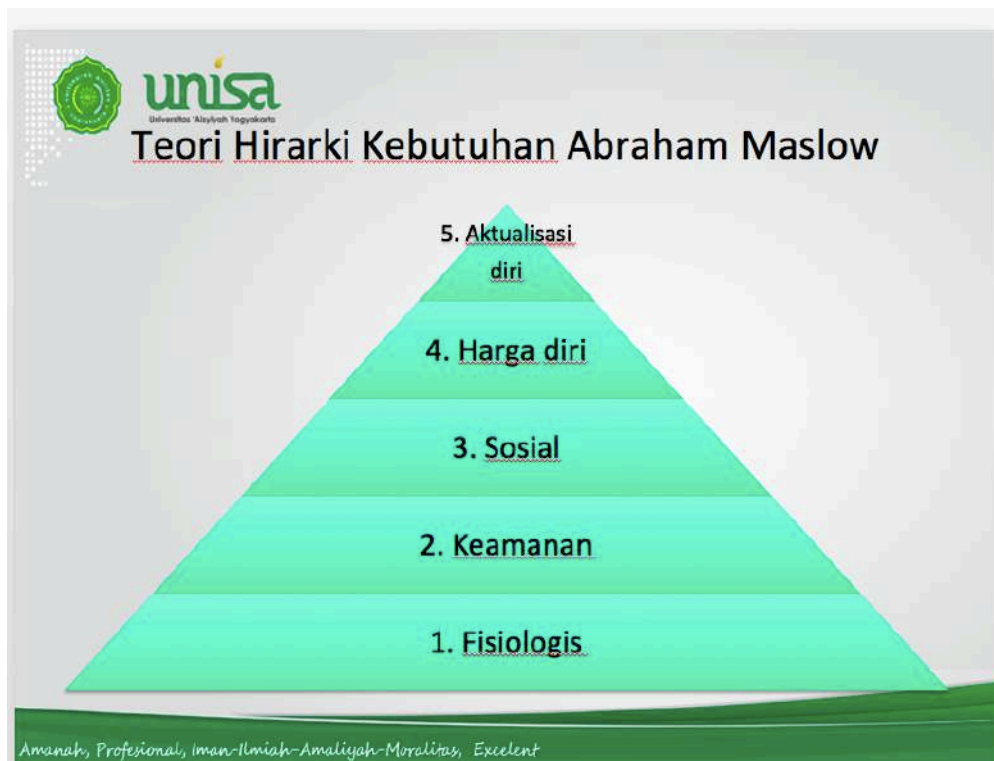 unisa
Universitas 'Aisyiyah Yogyakarta
Teori Hirarki Kebutuhan Abraham Maslow
5. Aktualisasi
diri
4. Harga diri
3. Sosial
2. Keamanan
1. Fisiologis
Amanah, Profesional, Iman-Ilmiah-Amaliyah-Moralitas, Excelent